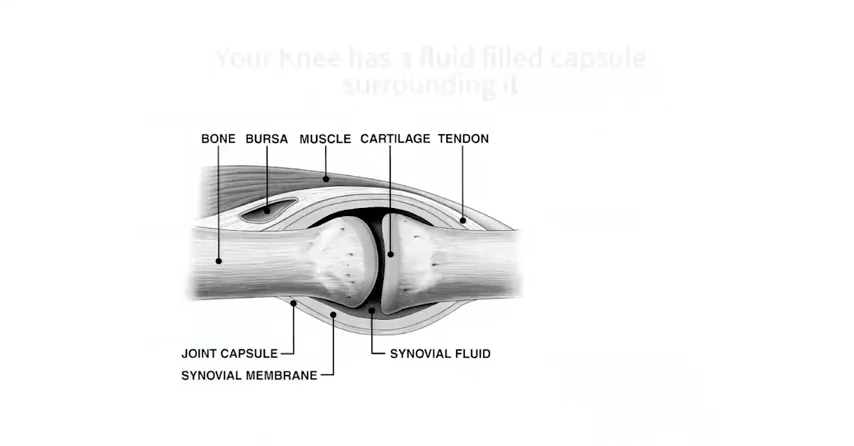 Your Knee has a fluid filled capsule
surrounding it
BONE BURSA MUSCLE CARTILAGE TENDON
JOINT CAPSULE
SYNOVIAL FLUID
SYNOVIAL MEMBRANE